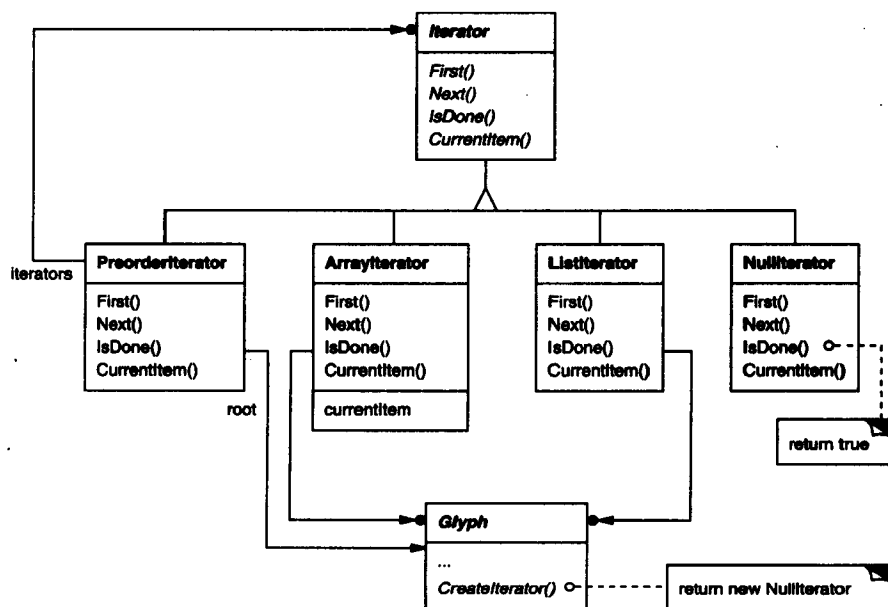 Iterator
First()
Next()
IsDone()
CurrentItem()
iterators
PreorderIterator
First()
Next()
IsDone()
CurrentItem()
root
ArrayIterator
First()
Next()
IsDone()
CurrentItem()
currentItem
ListIterator
First()
Next()
IsDone()
CurrentItem()
NullIterator
First()
Next()
IsDone()
CurrentItem()
return true
Glyph
...
CreateIterator()
return new NullIterator